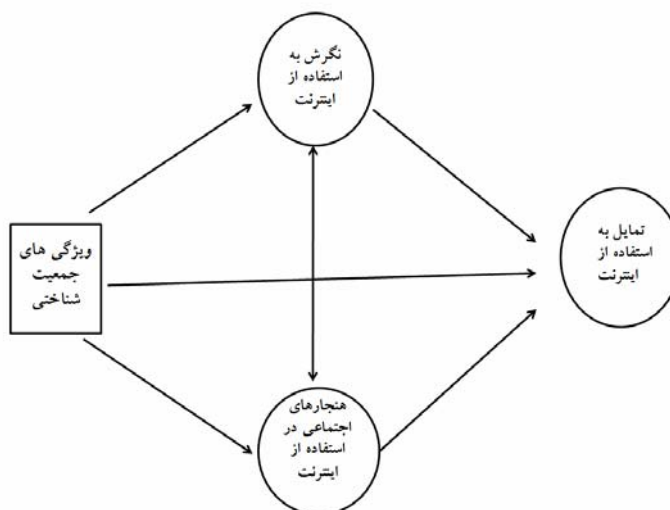 نگرش به
استفاده از
اینترنت
ویژگی های
جمعیت
شناختی
تمایل به
استفاده از
اینترنت
هنجارهای
اجتماعی در
استفاده از
اینترنت